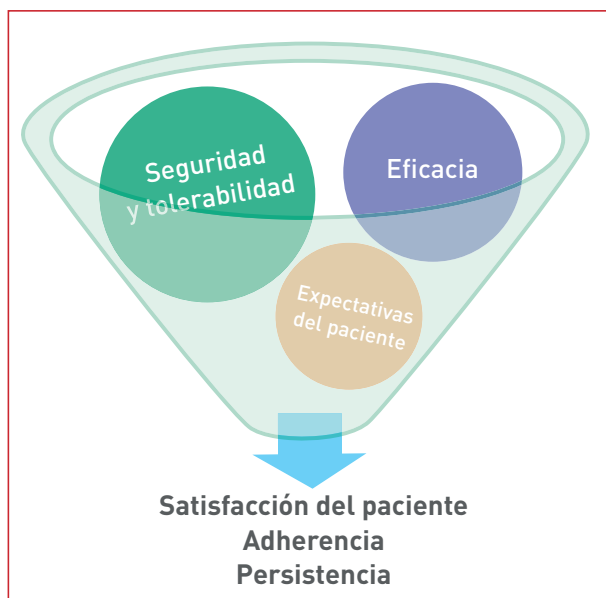 Seguridad
y tolerabilidad
Eficacia
Expectativas
del paciente
Satisfacción del paciente
Adherencia
Persistencia